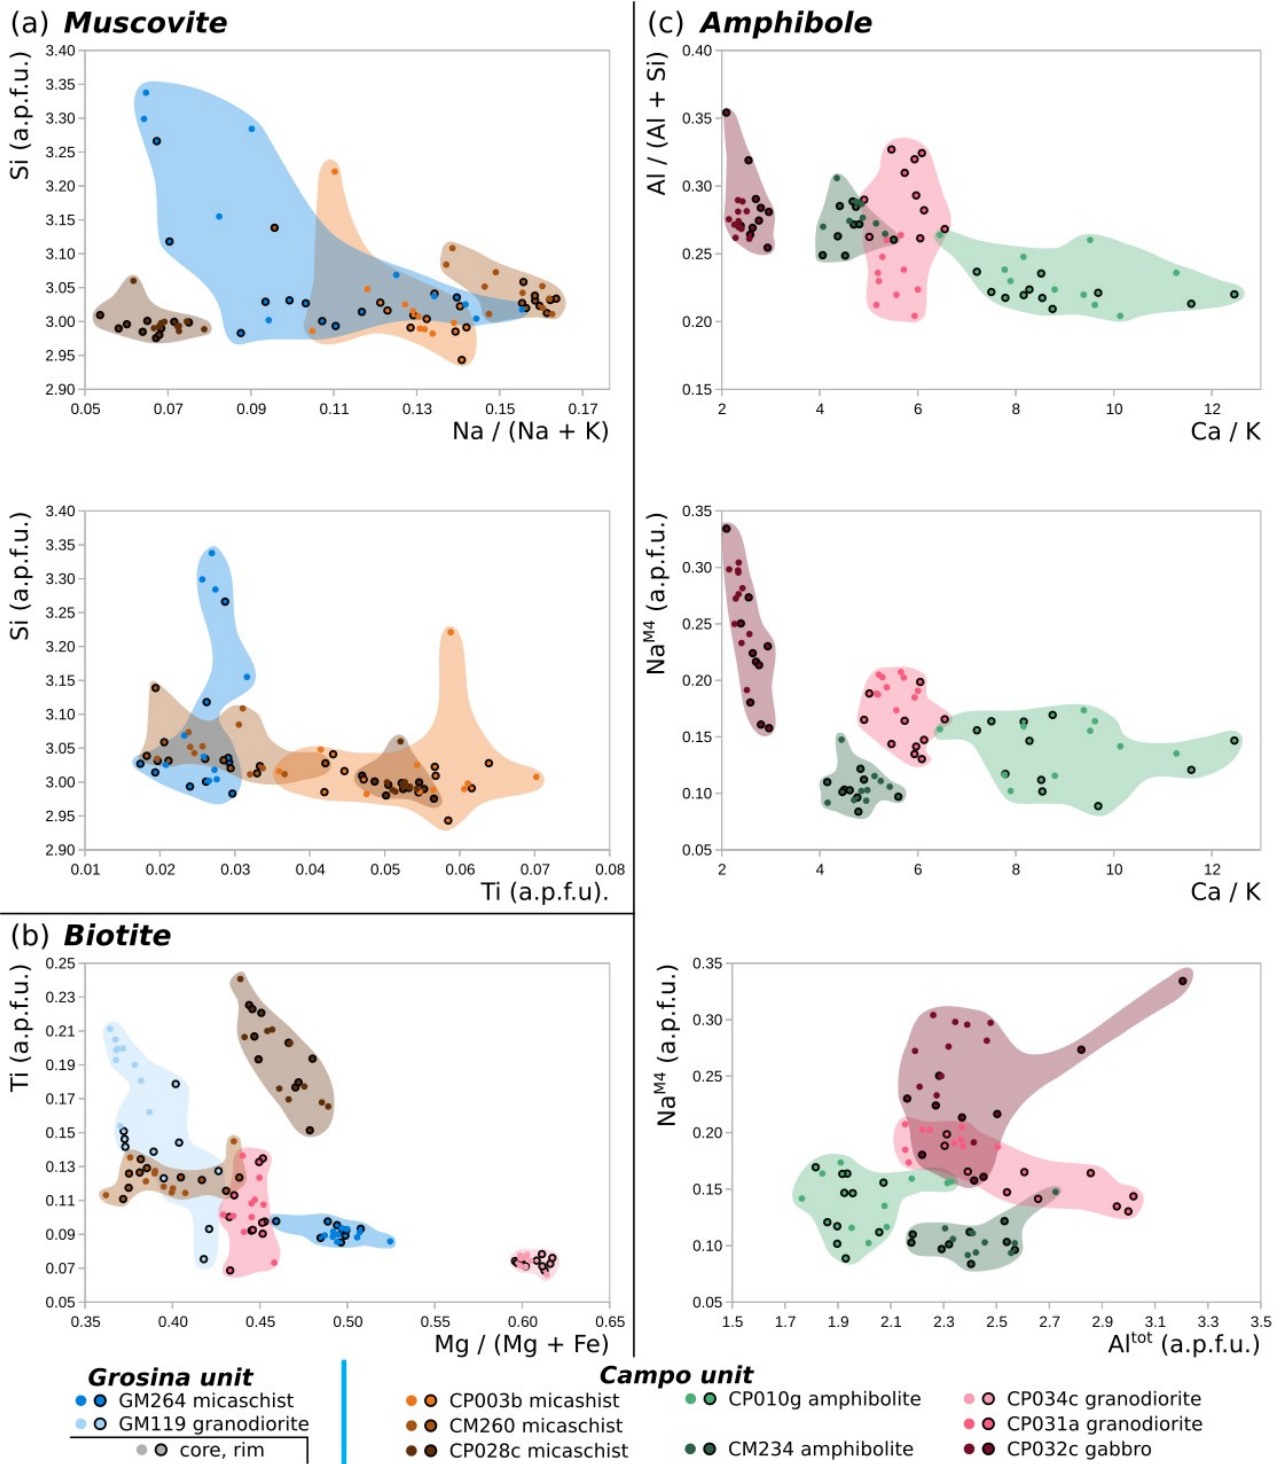 (a) Muscovite
Si (a.p.f.u.)
3.40
3.35
3.30
3.25
3.20
3.15
3.10
3.05
3.00
2.95
2.90
0.05 0.07 0.09 0.11 0.13 0.15 0.17
Na / (Na + K)
Si (a.p.f.u.)
3.40
3.35
3.30
3.25
3.20
3.15
3.10
3.05
3.00
2.95
2.90
0.01 0.02 0.03 0.04 0.05 0.06 0.07 0.08
Ti (a.p.f.u).
(b) Biotite
Ti (a.p.f.u.)
0.25
0.23
0.21
0.19
0.17
0.15
0.13
0.11
0.09
0.07
0.05
0.35 0.40 0.45 0.50 0.55 0.60 0.65
Mg / (Mg + Fe)
(c) Amphibole
Al / (Al + Si)
0.40
0.35
0.30
0.25
0.20
0.15
2 4 6 8 10 12
Ca / K
Na^M4 (a.p.f.u.)
0.35
0.30
0.25
0.20
0.15
0.10
0.05
2 4 6 8 10 12
Ca / K
Na^M4 (a.p.f.u.)
0.35
0.30
0.25
0.20
0.15
0.10
0.05
1.5 1.7 1.9 2.1 2.3 2.5 2.7 2.9 3.1 3.3 3.5
Al^tot (a.p.f.u.)
Grosina unit
GM264 micaschist
GM119 granodiorite
core, rim
Campo unit
CP003b micashist
CM260 micaschist
CP028c micaschist
CP010g amphibolite
CM234 amphibolite
CP034c granodiorite
CP031a granodiorite
CP032c gabbro